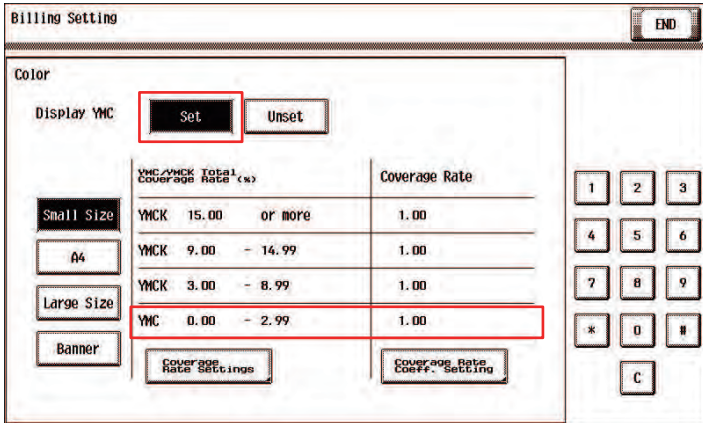 Billing Setting
END
Color
Display YMC
Set
Unset
YMC/YMCK Total
Coverage Rate (%)
Coverage Rate
Small Size
YMCK 15.00 or more 1.00
A4
YMCK 9.00 - 14.99 1.00
Large Size
YMCK 3.00 - 8.99 1.00
Banner
YMC 0.00 - 2.99 1.00
Coverage
Rate Settings
Coverage Rate
Coeff. Setting
1 2 3
4 5 6
7 8 9
* 0 #
C